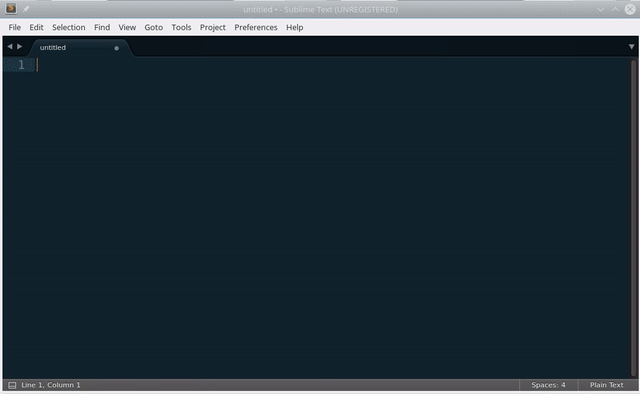 untitled • - Sublime Text (UNREGISTERED)
File Edit Selection Find View Goto Tools Project Preferences Help
untitled
1
Line 1, Column 1 Spaces: 4 Plain Text